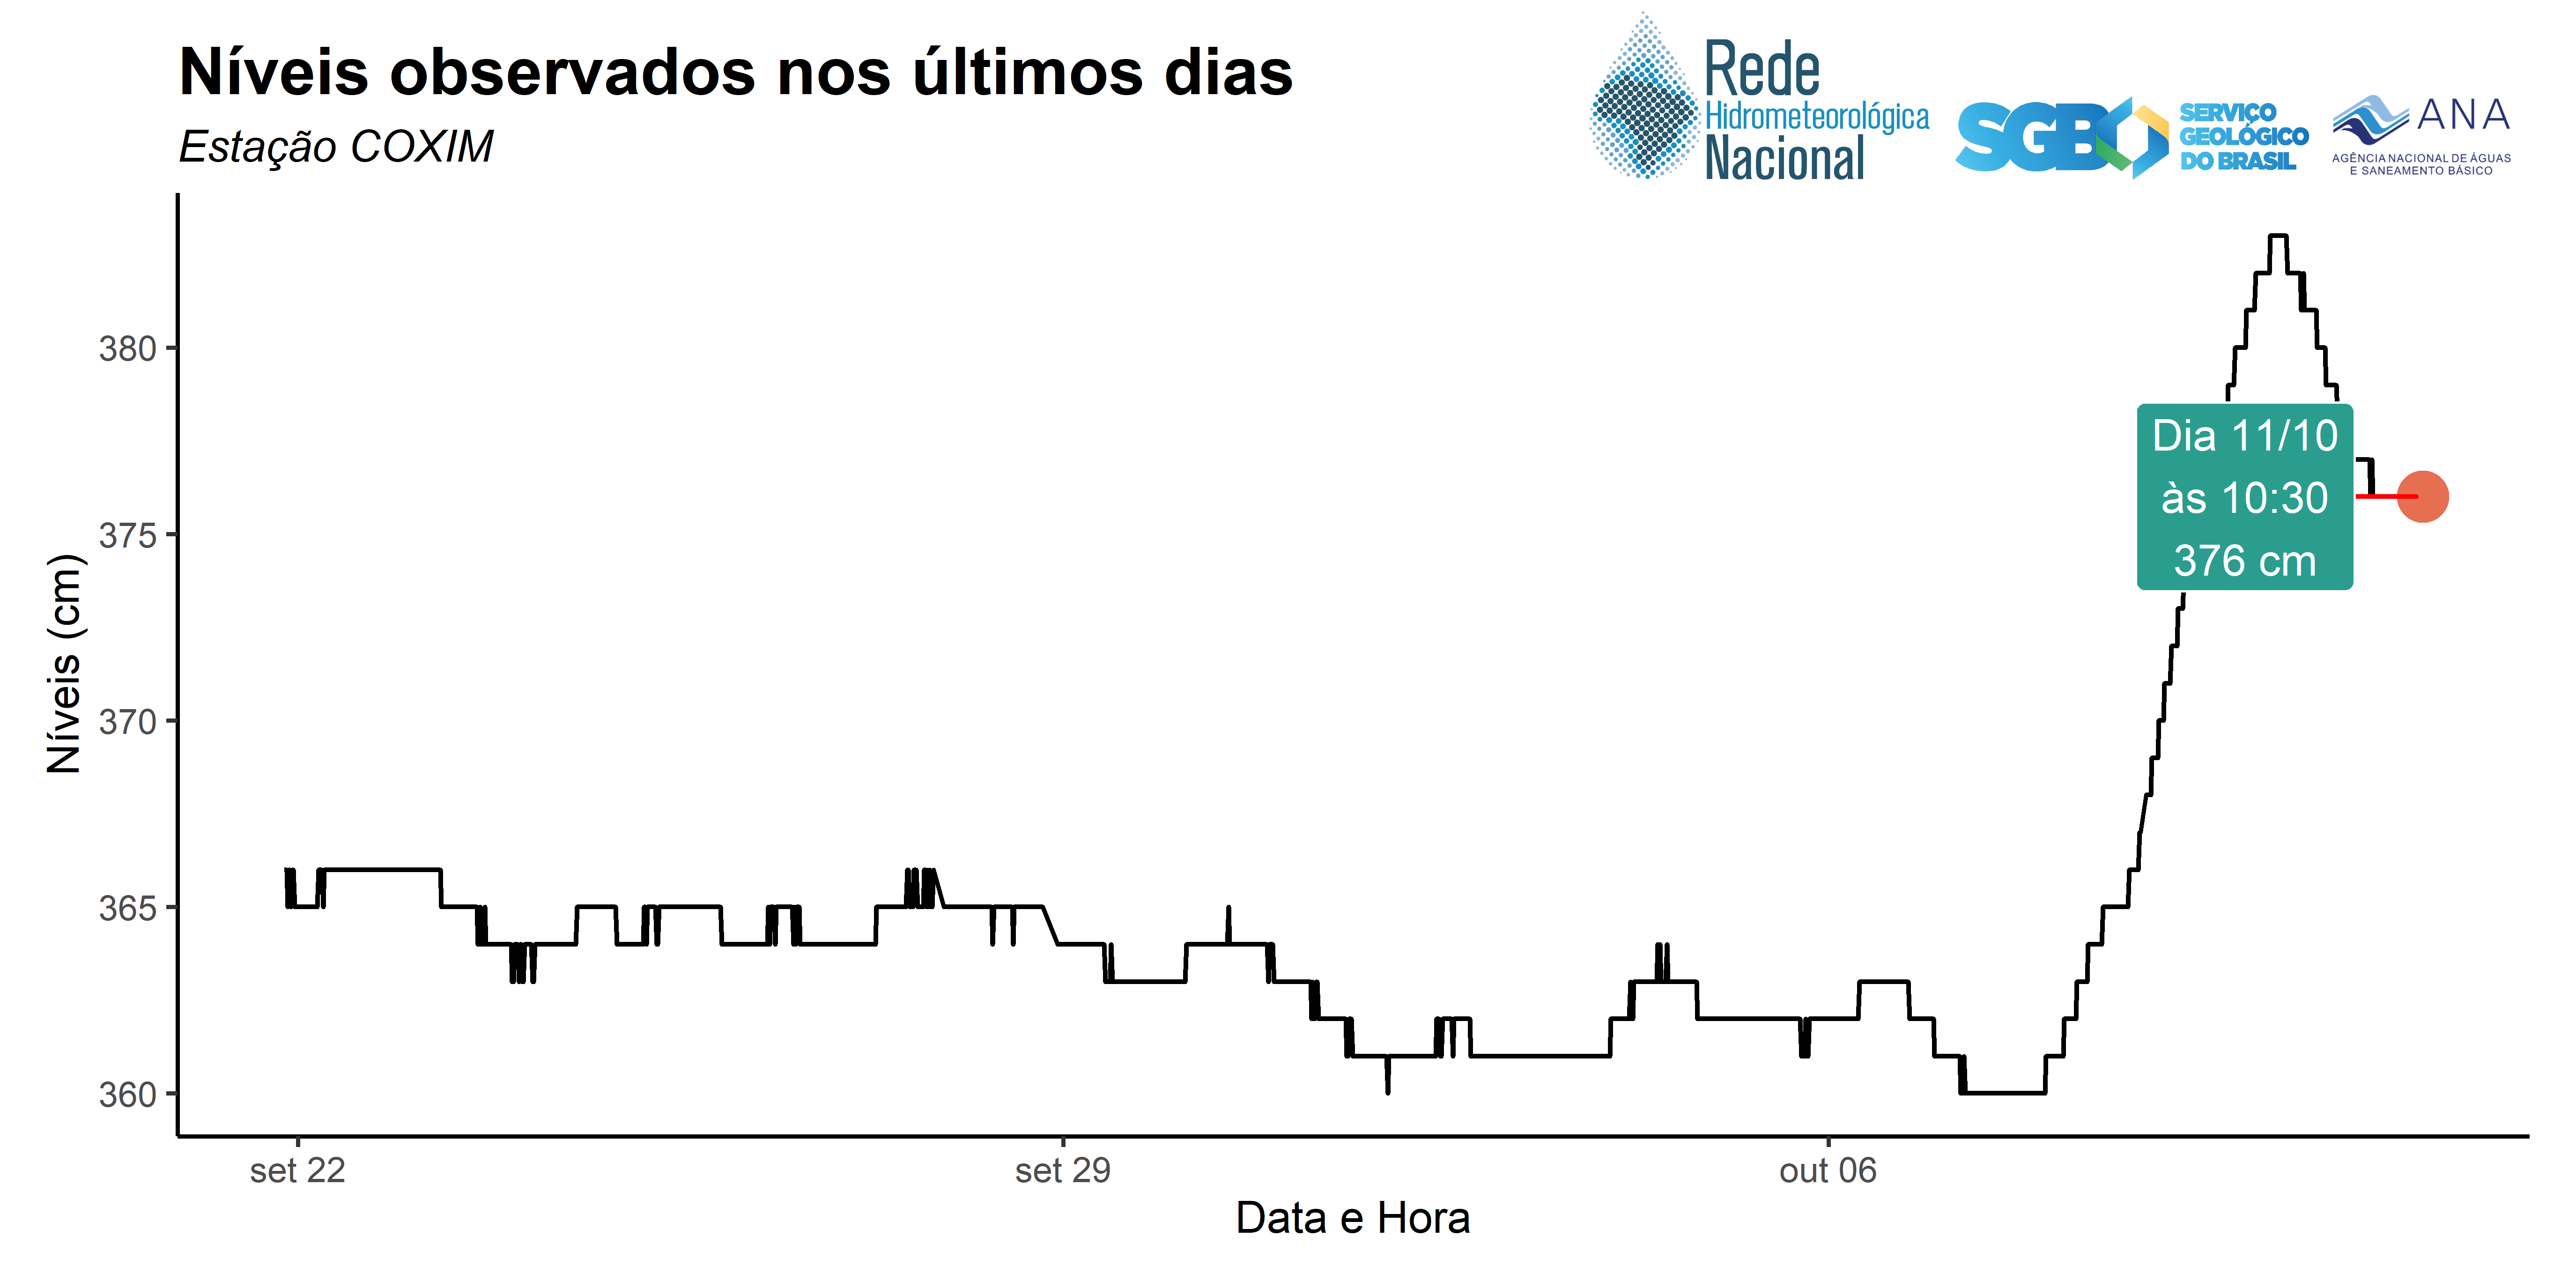 Níveis observados nos últimos dias
Estação COXIM
Rede
Hidrometeorológica
Nacional
SGB
SERVIÇO
GEOLÓGICO
DO BRASIL
ANA
AGÊNCIA NACIONAL DE ÁGUAS
E SANEAMENTO BÁSICO
Níveis (cm)
380
375
370
365
360
Dia 11/10
às 10:30
376 cm
set 22
set 29
out 06
Data e Hora